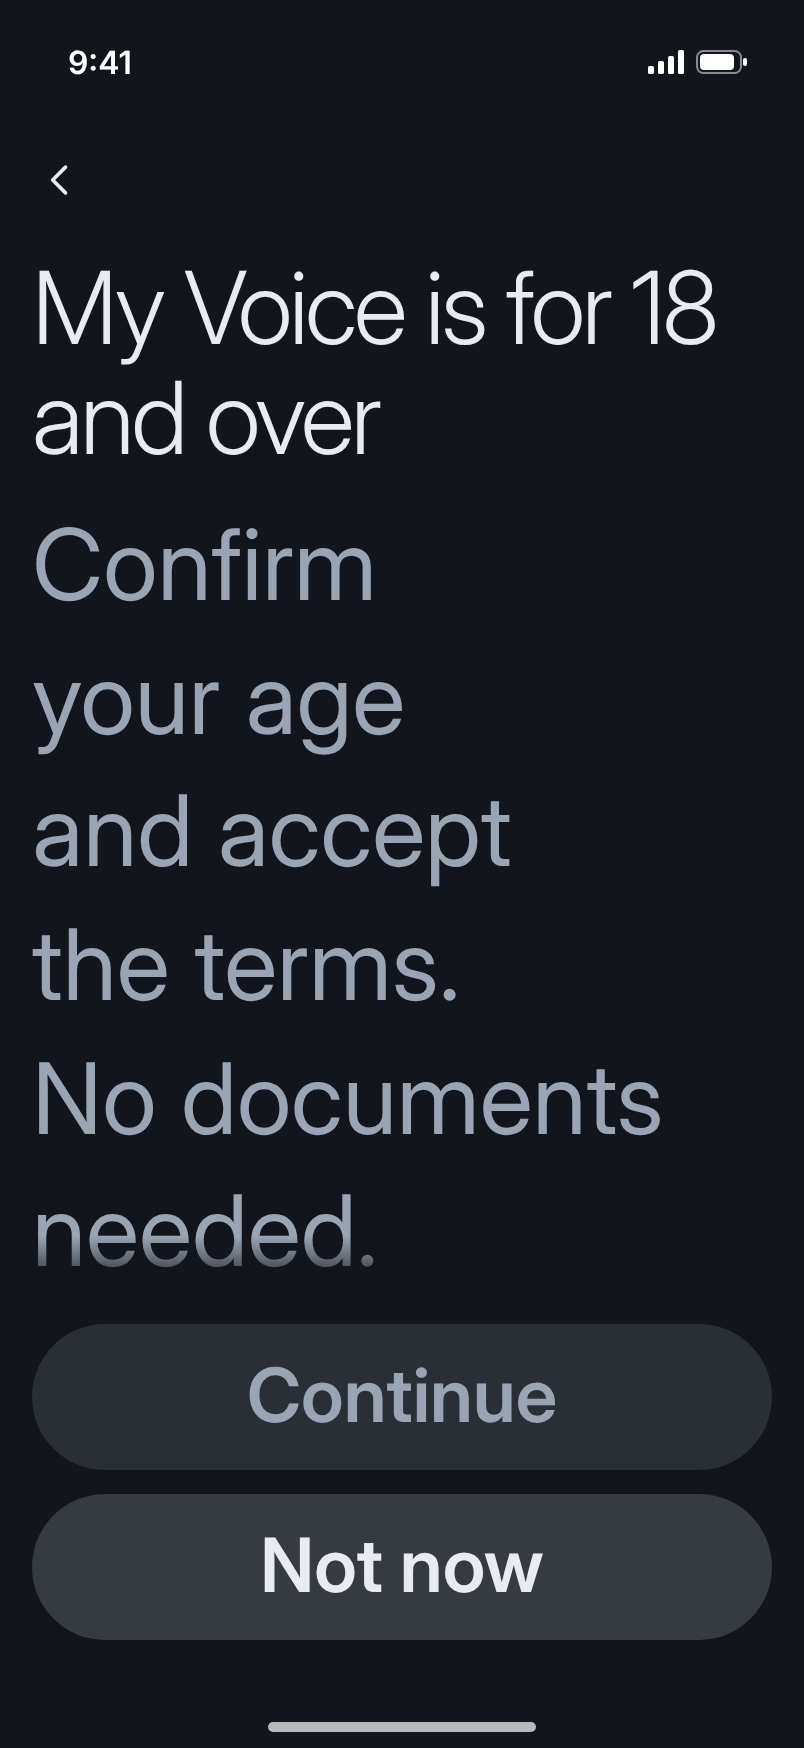 9:41
My Voice is for 18
and over
Confirm
your age
and accept
the terms.
No documents
needed.
Continue
Not now